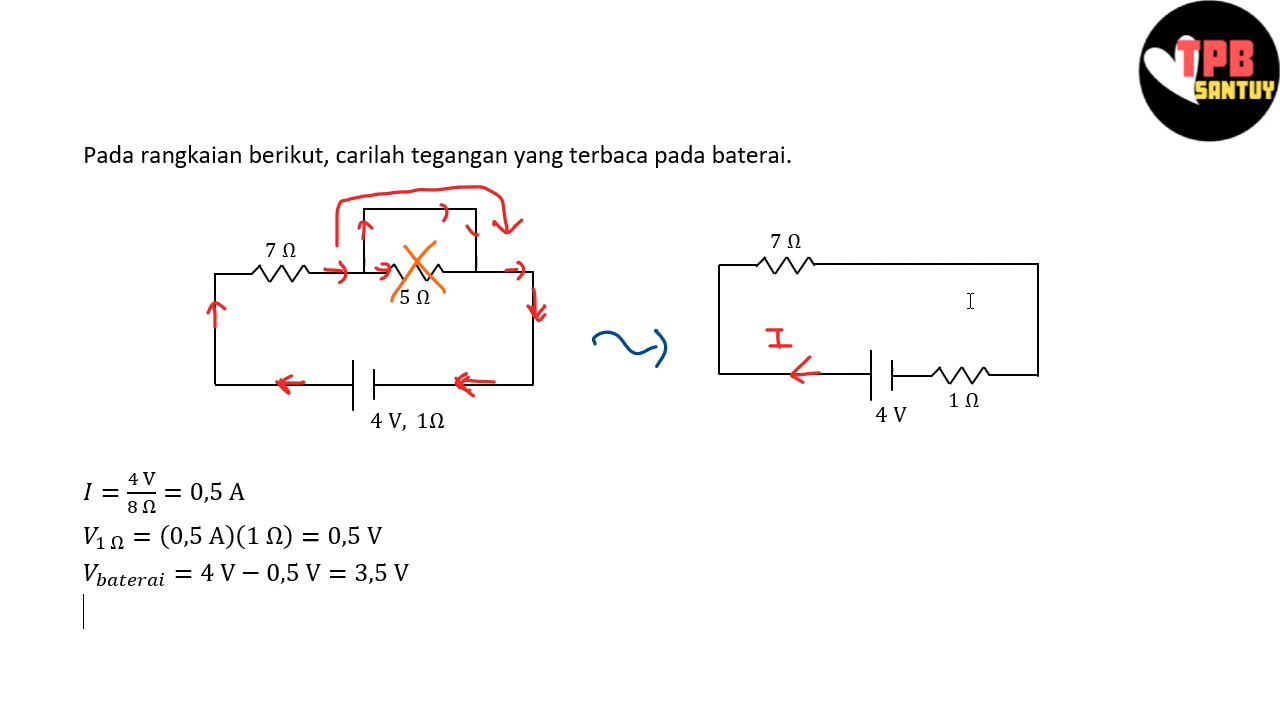 TPB
SANTUY
Pada rangkaian berikut, carilah tegangan yang terbaca pada baterai.
7 Ω
5 Ω
4 V, 1Ω
7 Ω
I
4 V
1 Ω
I = 4 V / 8 Ω = 0,5 A
V1 Ω = (0,5 A)(1 Ω) = 0,5 V
Vbaterai = 4 V − 0,5 V = 3,5 V